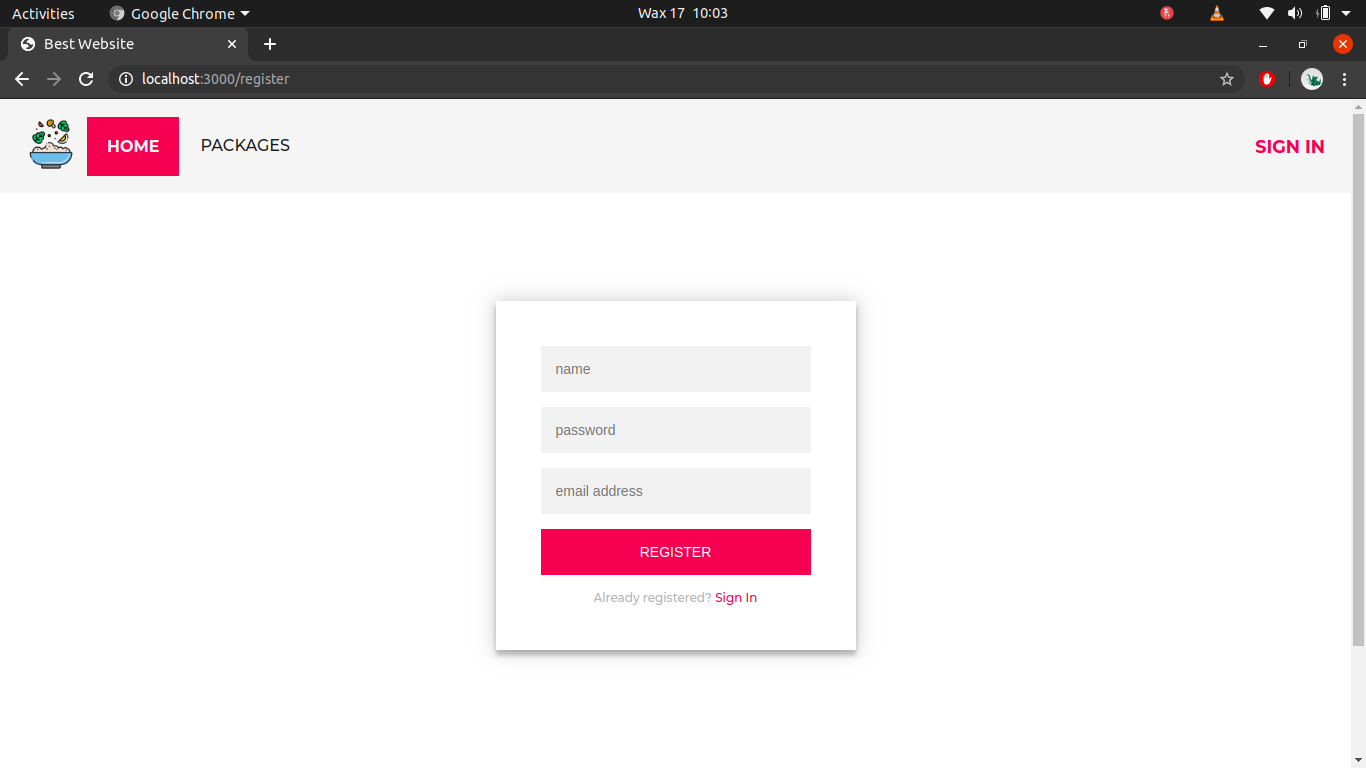 Activities Google Chrome Wax 17 10:03
Best Website
localhost:3000/register
HOME PACKAGES SIGN IN
name
password
email address
REGISTER
Already registered? Sign In